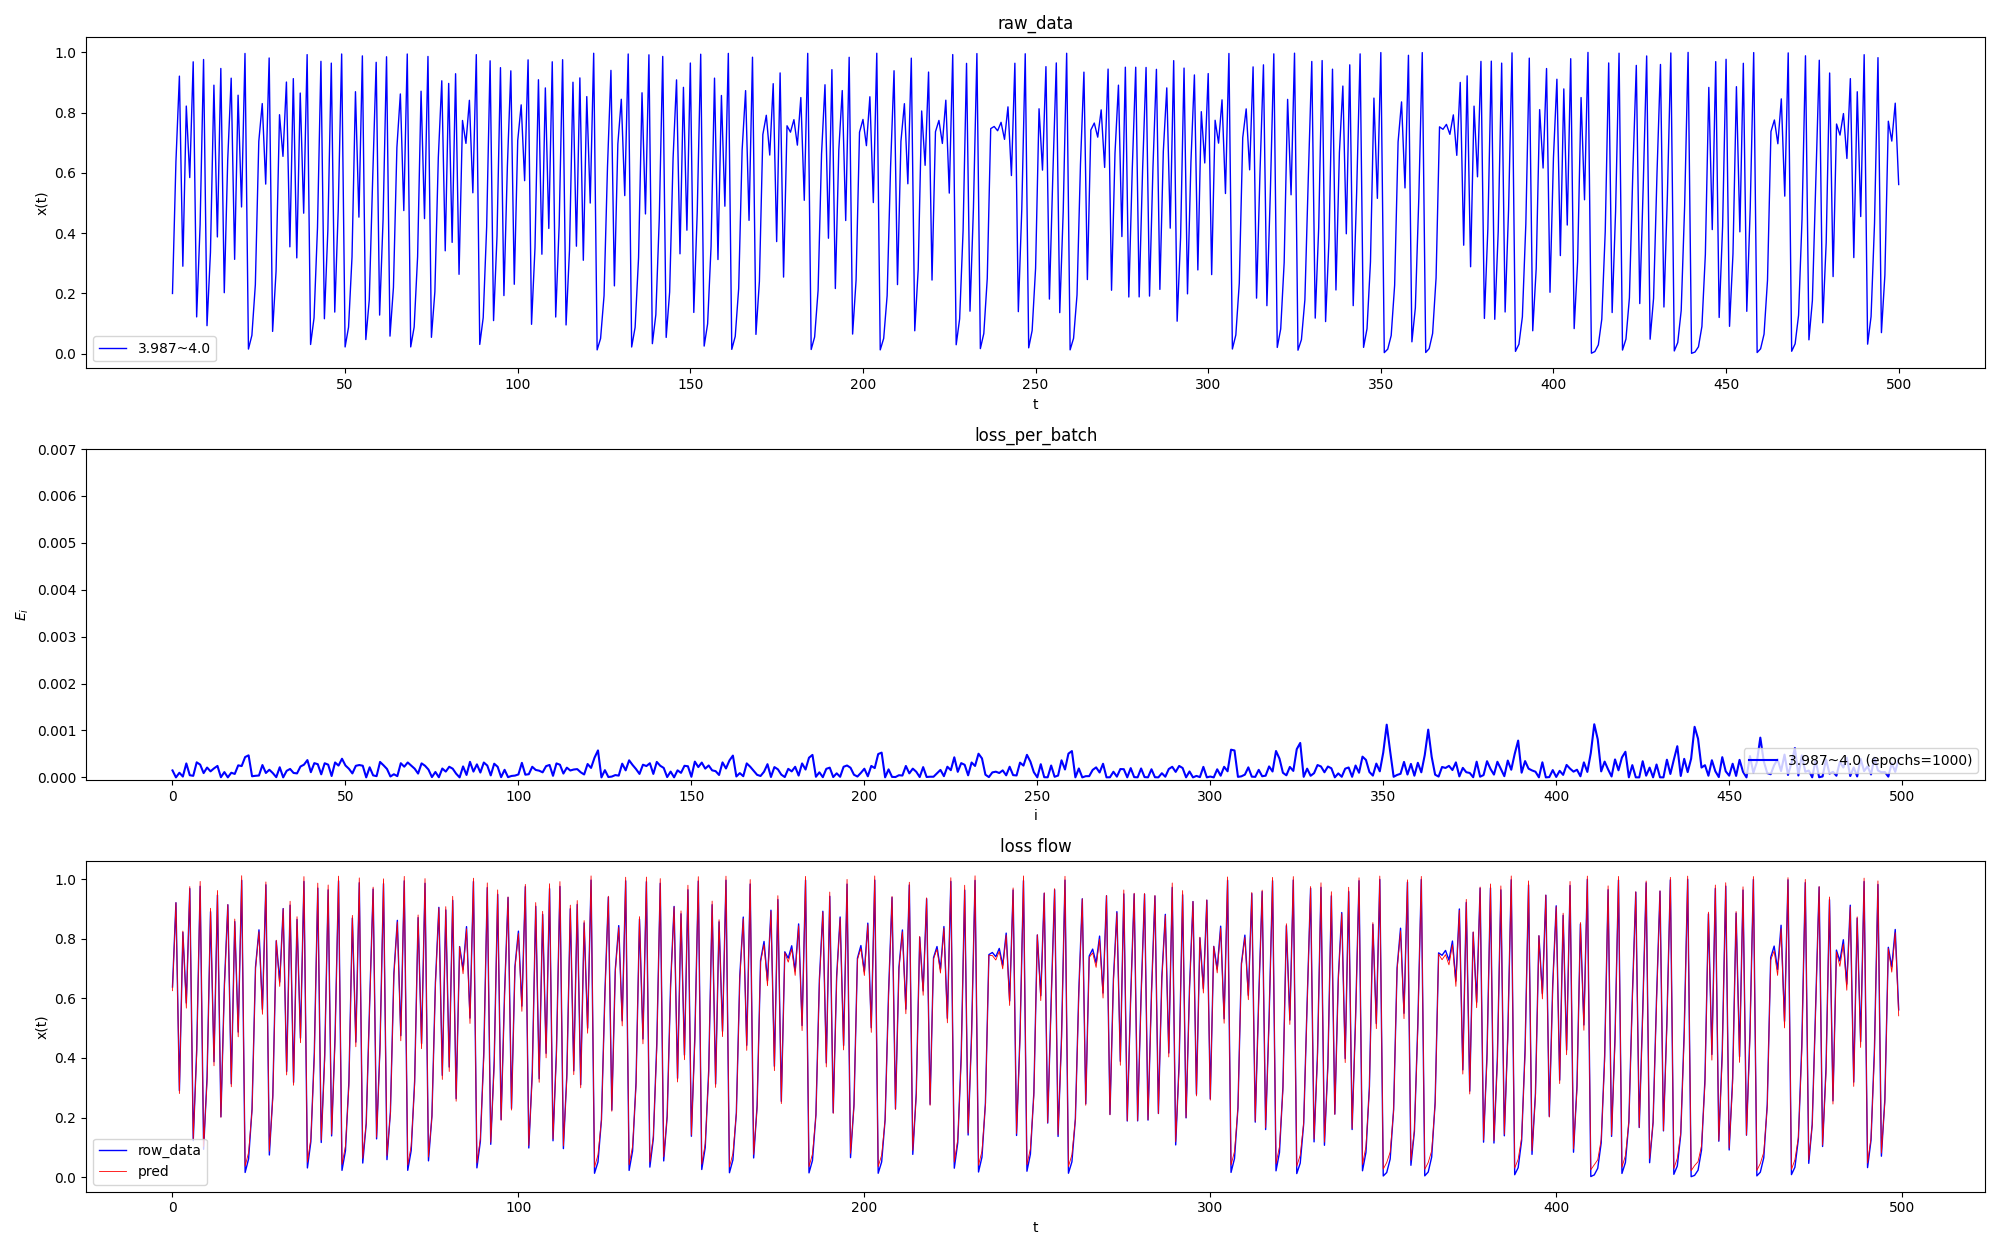 raw_data
x(t)
1.0
0.8
0.6
0.4
0.2
0.0
3.987~4.0
50 100 150 200 250 300 350 400 450 500
t
loss_per_batch
E_i
0.007
0.006
0.005
0.004
0.003
0.002
0.001
0.000
3.987~4.0 (epochs=1000)
0 50 100 150 200 250 300 350 400 450 500
i
loss flow
x(t)
1.0
0.8
0.6
0.4
0.2
0.0
row_data
pred
0 100 200 300 400 500
t